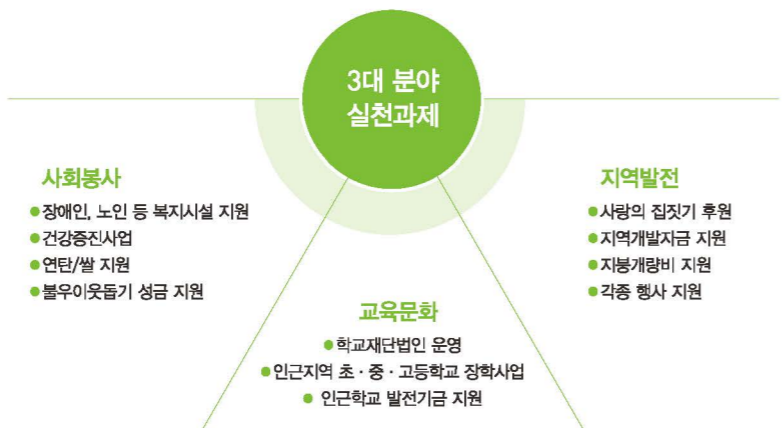 3대 분야
실천과제
사회봉사
●장애인, 노인 등 복지시설 지원
●건강증진사업
●연탄/쌀 지원
●불우이웃돕기 성금 지원
교육문화
●학교재단법인 운영
●인근지역 초 · 중 · 고등학교 장학사업
● 인근학교 발전기금 지원
지역발전
●사랑의 집짓기 후원
●지역개발자금 지원
●지붕개량비 지원
●각종 행사 지원